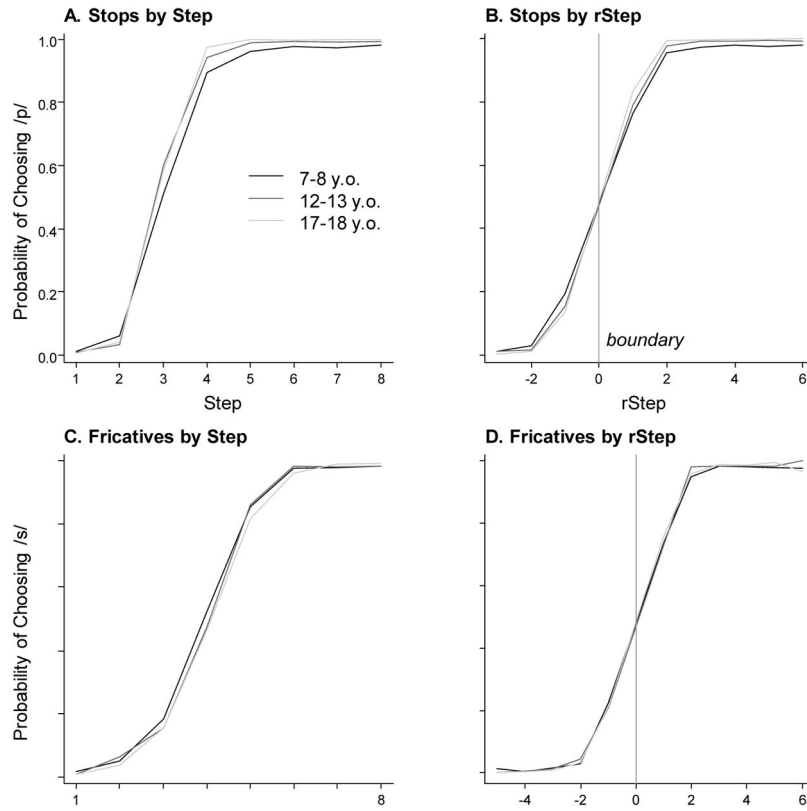 A. Stops by Step
B. Stops by rStep
1.0
0.8
0.6
0.4
0.2
0.0
Probability of Choosing /p/
7-8 y.o.
12-13 y.o.
17-18 y.o.
boundary
1 2 3 4 5 6 7 8
-2 0 2 4 6
Step
rStep
C. Fricatives by Step
D. Fricatives by rStep
Probability of Choosing /s/
1 8
-4 -2 0 2 4 6